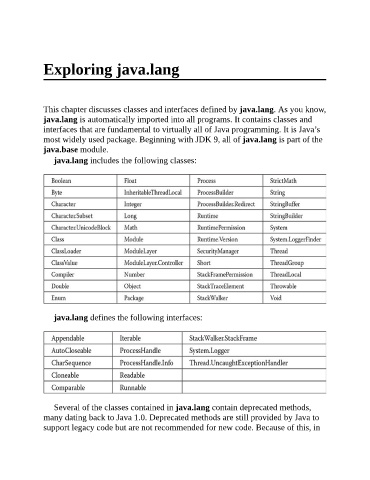 Exploring java.lang
This chapter discusses classes and interfaces defined by java.lang. As you know,
java.lang is automatically imported into all programs. It contains classes and
interfaces that are fundamental to virtually all of Java programming. It is Java's
most widely used package. Beginning with JDK 9, all of java.lang is part of the
java.base module.
java.lang includes the following classes:
Boolean Float Process StrictMath
Byte InheritableThreadLocal ProcessBuilder String
Character Integer ProcessBuilder.Redirect StringBuffer
Character.Subset Long Runtime StringBuilder
Character.UnicodeBlock Math RuntimePermission System
Class Module Runtime.Version System.LoggerFinder
ClassLoader ModuleLayer SecurityManager Thread
ClassValue ModuleLayer.Controller Short ThreadGroup
Compiler Number StackFramePermission ThreadLocal
Double Object StackTraceElement Throwable
Enum Package StackWalker Void
java.lang defines the following interfaces:
Appendable Iterable StackWalker.StackFrame
AutoCloseable ProcessHandle System.Logger
CharSequence ProcessHandle.Info Thread.UncaughtExceptionHandler
Cloneable Readable
Comparable Runnable
Several of the classes contained in java.lang contain deprecated methods,
many dating back to Java 1.0. Deprecated methods are still provided by Java to
support legacy code but are not recommended for new code. Because of this, in